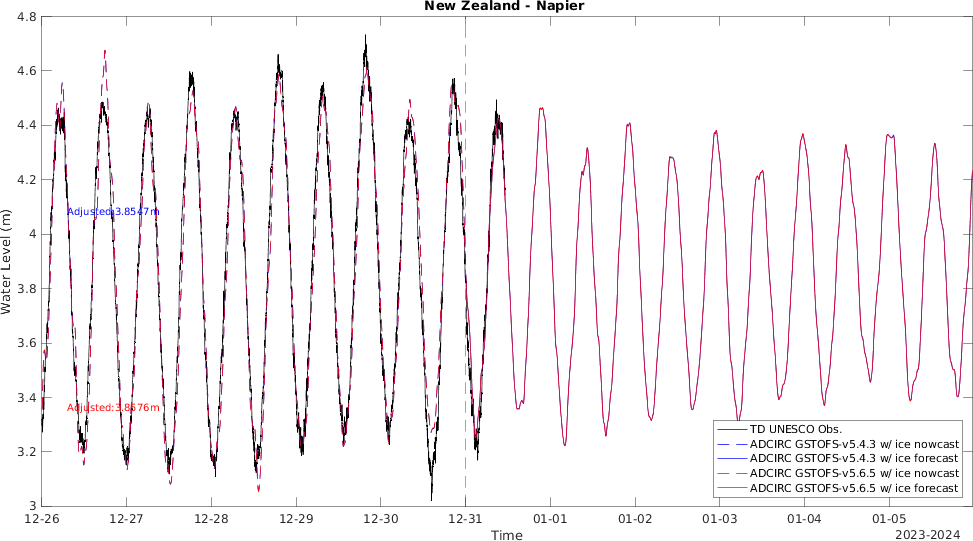 New Zealand - Napier
4.8
4.6
4.4
4.2
4
3.8
3.6
3.4
3.2
3
Water Level (m)
Adjusted:3.8547m
Adjusted:3.8576m
TD UNESCO Obs.
ADCIRC GSTOFS-v5.4.3 w/ ice nowcast
ADCIRC GSTOFS-v5.4.3 w/ ice forecast
ADCIRC GSTOFS-v5.6.5 w/ ice nowcast
ADCIRC GSTOFS-v5.6.5 w/ ice forecast
12-26 12-27 12-28 12-29 12-30 12-31 01-01 01-02 01-03 01-04 01-05
Time
2023-2024